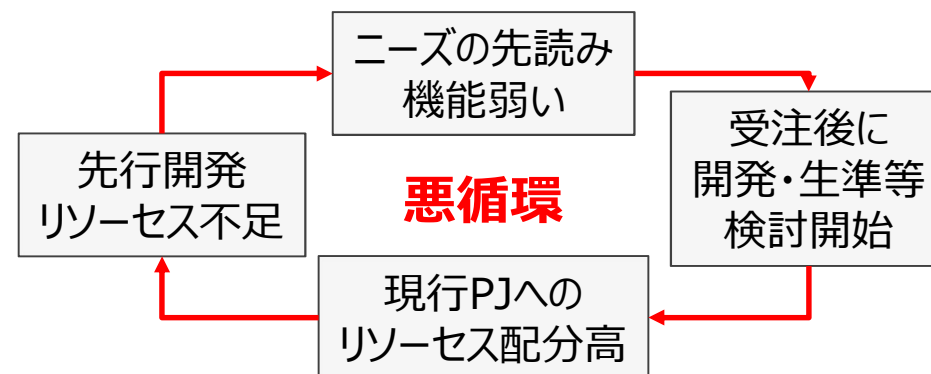 ニーズの先読み
機能弱い
受注後に
開発・生準等
検討開始
先行開発
リソーセス不足
悪循環
現行PJへの
リソーセス配分高